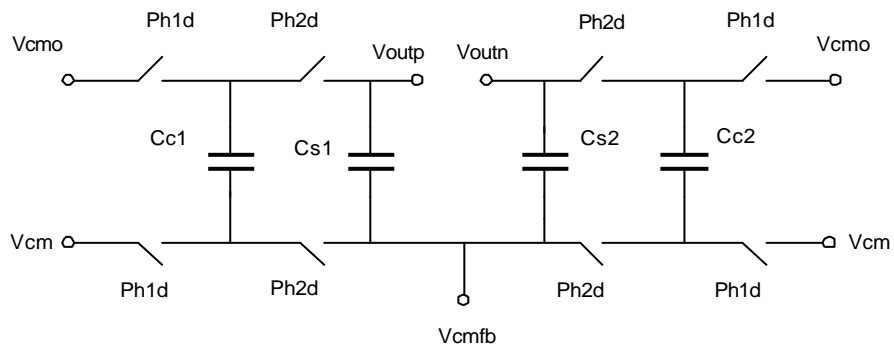 Vcmo
Ph1d
Ph2d
Voutp
Voutn
Ph2d
Ph1d
Vcmo
Cc1
Cs1
Cs2
Cc2
Vcm
Ph1d
Ph2d
Ph2d
Ph1d
Vcm
Vcmfb